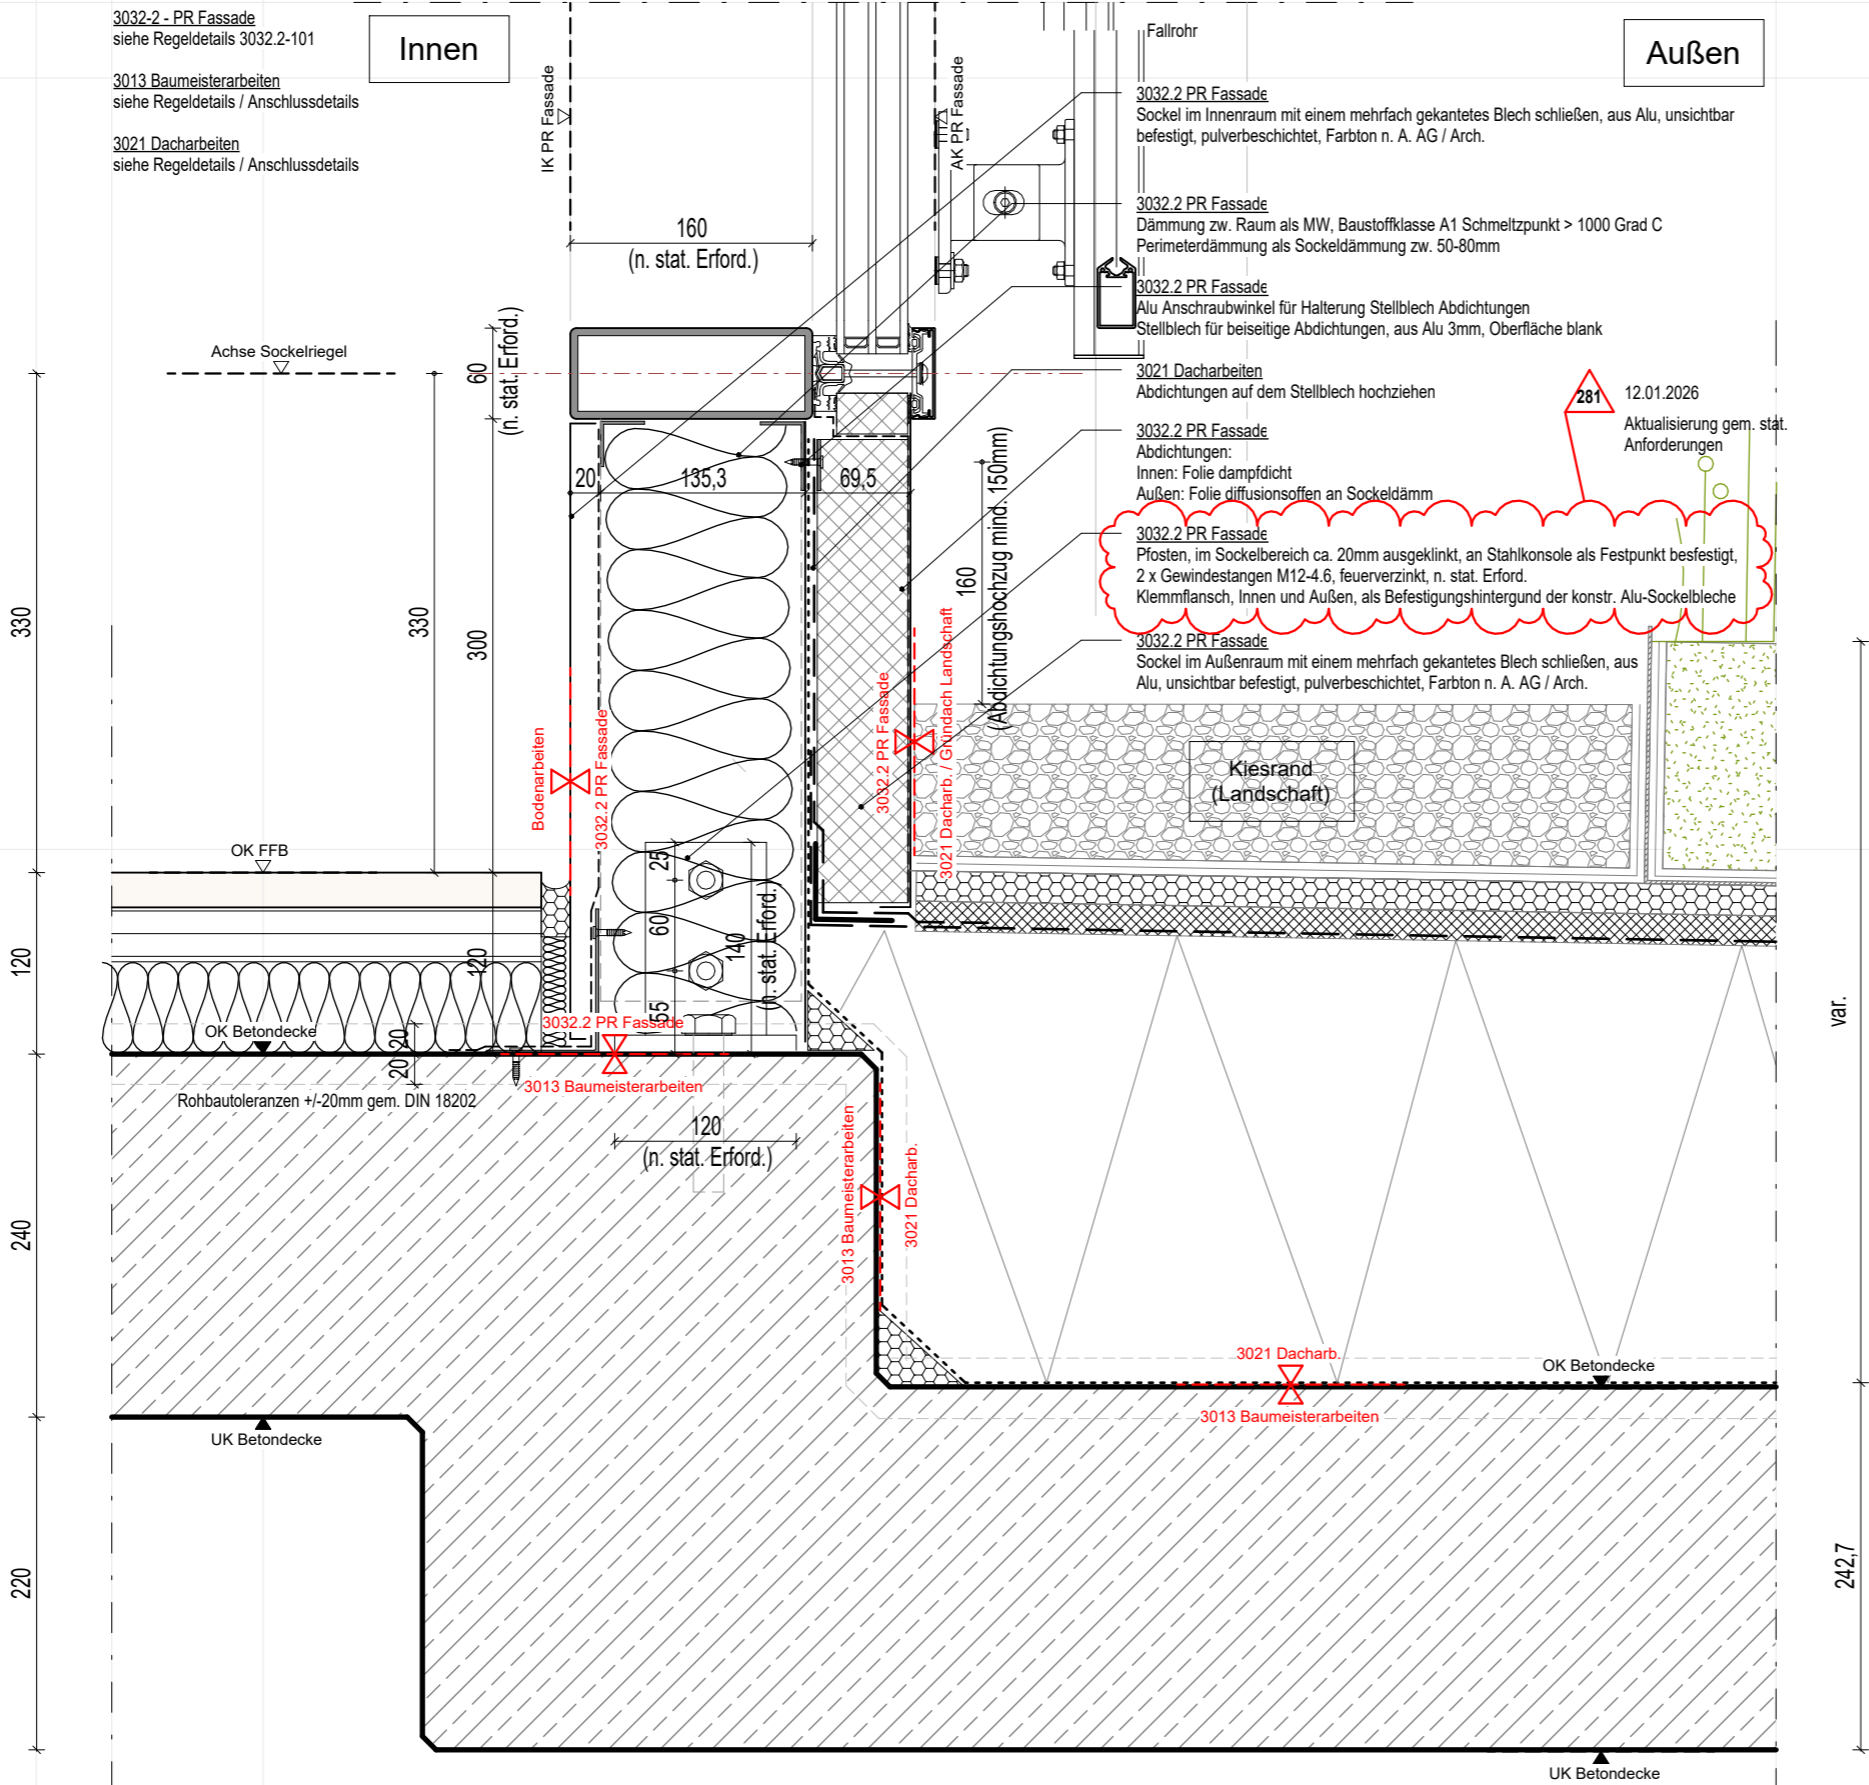 3032-2 - PR Fassade
siehe Regeldetails 3032.2-101
3013 Baumeisterarbeiten
siehe Regeldetails / Anschlussdetails
3021 Dacharbeiten
siehe Regeldetails / Anschlussdetails
Innen
Außen
IK PR Fassade
AK PR Fassade
Fallrohr
3032.2 PR Fassade
Sockel im Innenraum mit einem mehrfach gekantetes Blech schließen, aus Alu, unsichtbar
befestigt, pulverbeschichtet, Farbton n. A. AG / Arch.
3032.2 PR Fassade
Dämmung zw. Raum als MW, Baustoffklasse A1 Schmeltzpunkt > 1000 Grad C
Perimeterdämmung als Sockeldämmung zw. 50-80mm
3032.2 PR Fassade
Alu Anschraubwinkel für Halterung Stellblech Abdichtungen
Stellblech für beiseitige Abdichtungen, aus Alu 3mm, Oberfläche blank
3021 Dacharbeiten
Abdichtungen auf dem Stellblech hochziehen
3032.2 PR Fassade
Abdichtungen:
Innen: Folie dampfdicht
Außen: Folie diffusionsoffen an Sockeldämm
281
12.01.2026
Aktualisierung gem. stat.
Anforderungen
3032.2 PR Fassade
Pfosten, im Sockelbereich ca. 20mm ausgeklinkt, an Stahlkonsole als Festpunkt besfestigt,
2 x Gewindestangen M12-4.6, feuerverzinkt, n. stat. Erford.
Klemmflansch, Innen und Außen, als Befestigungshintergund der konstr. Alu-Sockelbleche
3032.2 PR Fassade
Sockel im Außenraum mit einem mehrfach gekantetes Blech schließen, aus
Alu, unsichtbar befestigt, pulverbeschichtet, Farbton n. A. AG / Arch.
160
(n. stat. Erford.)
60
(n. stat. Erford.)
Achse Sockelriegel
20
135,3
69,5
160
(Abdichtungshochzug mind. 150mm)
330
330
300
Bodenarbeiten
3032.2 PR Fassade
3032.2 PR Fassade
3021 Dacharb. / Gründach Landschaft
Kiesrand
(Landschaft)
OK FFB
25
60
55
140
(n. stat. Erford.)
120
120
OK Betondecke
20
20
3032.2 PR Fassade
3013 Baumeisterarbeiten
Rohbautoleranzen +/-20mm gem. DIN 18202
120
(n. stat. Erford.)
3013 Baumeisterarbeiten
3021 Dacharb.
var.
240
3021 Dacharb.
3013 Baumeisterarbeiten
OK Betondecke
UK Betondecke
220
242,7
UK Betondecke